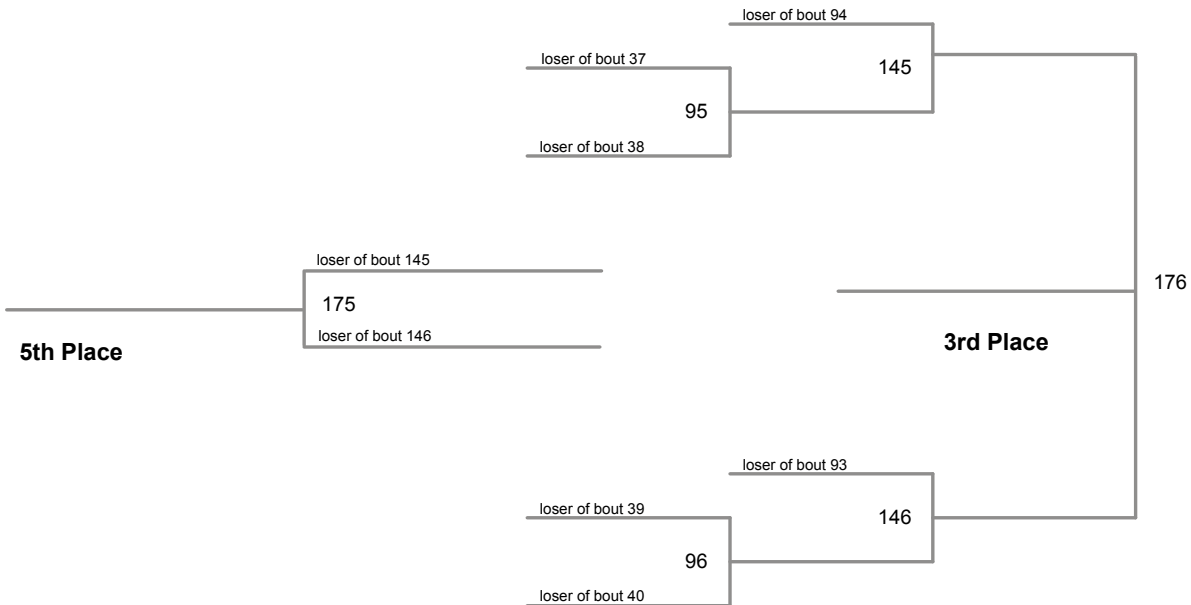 loser of bout 94
loser of bout 37
145
95
loser of bout 38
loser of bout 145
175
176
loser of bout 146
5th Place
3rd Place
loser of bout 93
loser of bout 39
146
96
loser of bout 40